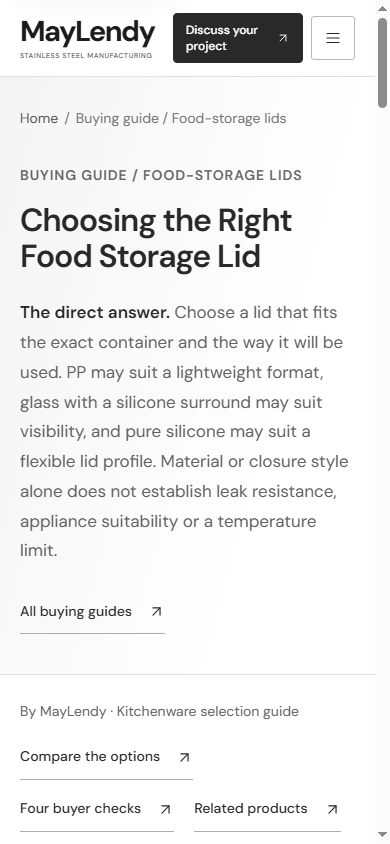 MayLendy
STAINLESS STEEL MANUFACTURING
Discuss your
project
Home / Buying guide / Food-storage lids
BUYING GUIDE / FOOD-STORAGE LIDS
Choosing the Right
Food Storage Lid
The direct answer. Choose a lid that fits
the exact container and the way it will be
used. PP may suit a lightweight format,
glass with a silicone surround may suit
visibility, and pure silicone may suit a
flexible lid profile. Material or closure style
alone does not establish leak resistance,
appliance suitability or a temperature
limit.
All buying guides
By MayLendy · Kitchenware selection guide
Compare the options
Four buyer checks Related products